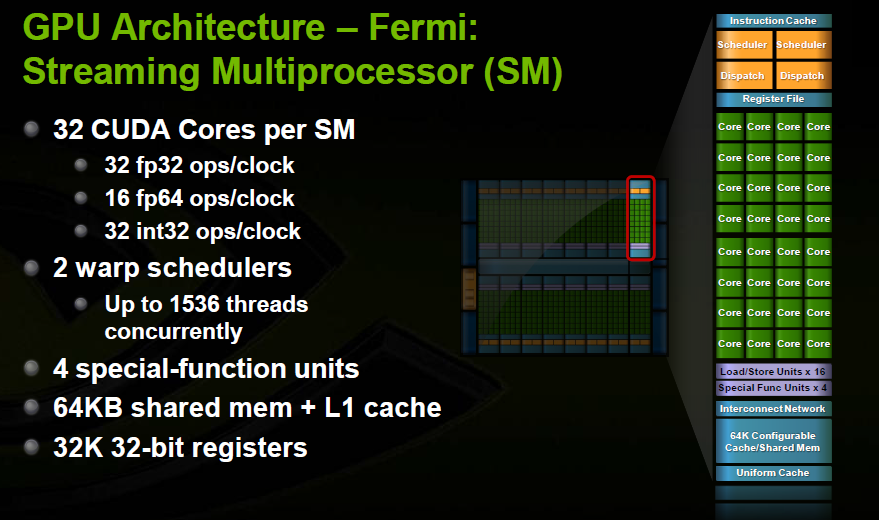 GPU Architecture – Fermi:
Streaming Multiprocessor (SM)
32 CUDA Cores per SM
32 fp32 ops/clock
16 fp64 ops/clock
32 int32 ops/clock
2 warp schedulers
Up to 1536 threads
concurrently
4 special-function units
64KB shared mem + L1 cache
32K 32-bit registers
Instruction Cache
Scheduler Scheduler
Dispatch Dispatch
Register File
Core Core Core Core
Core Core Core Core
Core Core Core Core
Core Core Core Core
Core Core Core Core
Core Core Core Core
Core Core Core Core
Core Core Core Core
Load/Store Units x 16
Special Func Units x 4
Interconnect Network
64K Configurable
Cache/Shared Mem
Uniform Cache